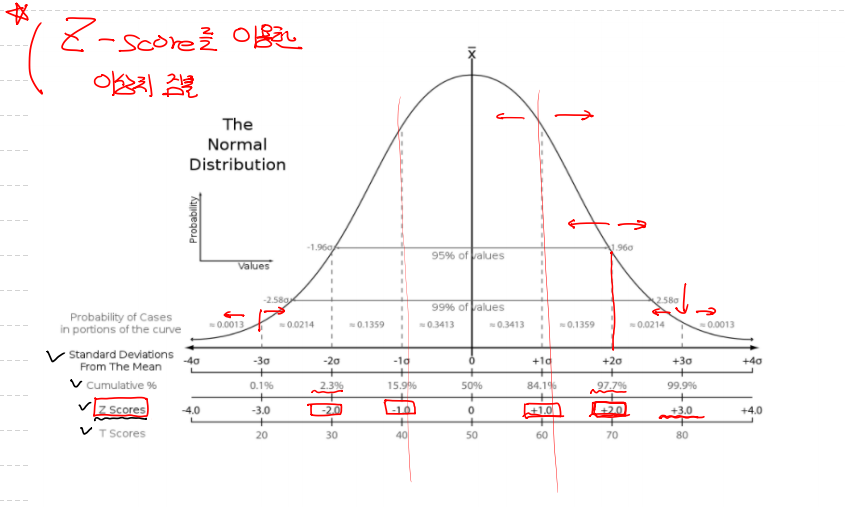 Z-score를 이용한
이상치 검출
x̄
The
Normal
Distribution
Probability
Values
-1.96σ
1.96σ
95% of values
-2.58σ
2.58σ
99% of values
Probability of Cases
in portions of the curve
≈0.0013 ≈0.0214 ≈0.1359 ≈0.3413 ≈0.3413 ≈0.1359 ≈0.0214 ≈0.0013
Standard Deviations
From The Mean
-4σ -3σ -2σ -1σ 0 +1σ +2σ +3σ +4σ
Cumulative % 0.1% 2.3% 15.9% 50% 84.1% 97.7% 99.9%
Z Scores -4.0 -3.0 -2.0 -1.0 0 +1.0 +2.0 +3.0 +4.0
T Scores 20 30 40 50 60 70 80